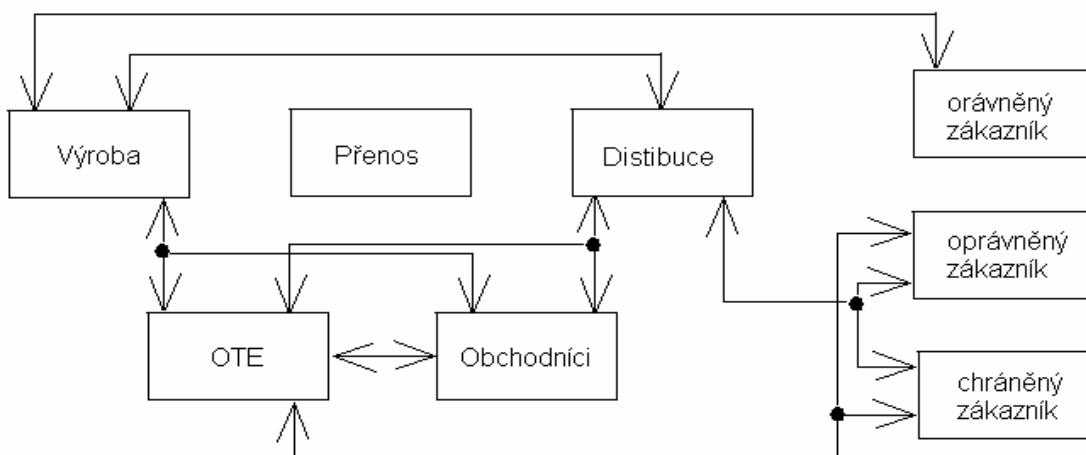 orávněný
zákazník
Výroba
Přenos
Distibuce
oprávněný
zákazník
OTE
Obchodníci
chráněný
zákazník